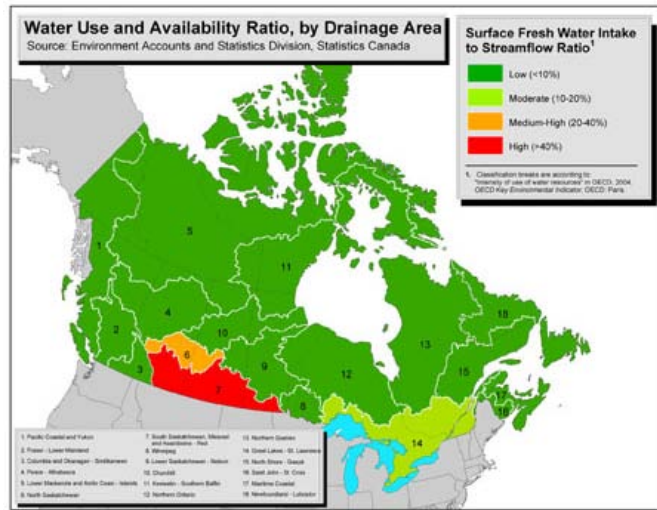 Water Use and Availability Ratio, by Drainage Area
Source: Environment Accounts and Statistics Division, Statistics Canada
Surface Fresh Water Intake
to Streamflow Ratio1
Low (<10%)
Moderate (10-20%)
Medium-High (20-40%)
High (>40%)
1. Classification breaks are according to
"intensity of use of water resources" in OECD, 2004.
OECD Key Environmental Indicator. OECD: Paris.
5
1
11
4
2
10
6
3
7
9
8
12
13
18
15
17
16
14
1 Pacific Coastal and Yukon
2 Fraser - Lower Mainland
3 Columbia and Okanagan - Similkameen
4 Peace - Athabasca
5 Lower Mackenzie and Arctic Coast - Islands
6 North Saskatchewan
7 South Saskatchewan, Missouri
and Assiniboine - Red
8 Winnipeg
9 Lower Saskatchewan - Nelson
10 Churchill
11 Keewatin - Southern Baffin
12 Northern Ontario
13 Northern Quebec
14 Great Lakes - St. Lawrence
15 North Shore - Gaspé
16 Saint John - St. Croix
17 Maritime Coastal
18 Newfoundland - Labrador